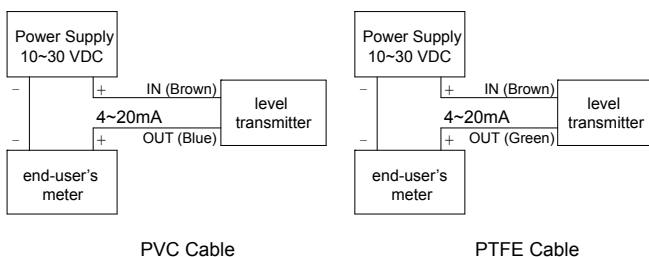 Power Supply
10~30 VDC
− + IN (Brown)
level
transmitter
4~20mA
− + OUT (Blue)
end-user's
meter
PVC Cable
Power Supply
10~30 VDC
− + IN (Brown)
level
transmitter
4~20mA
− + OUT (Green)
end-user's
meter
PTFE Cable